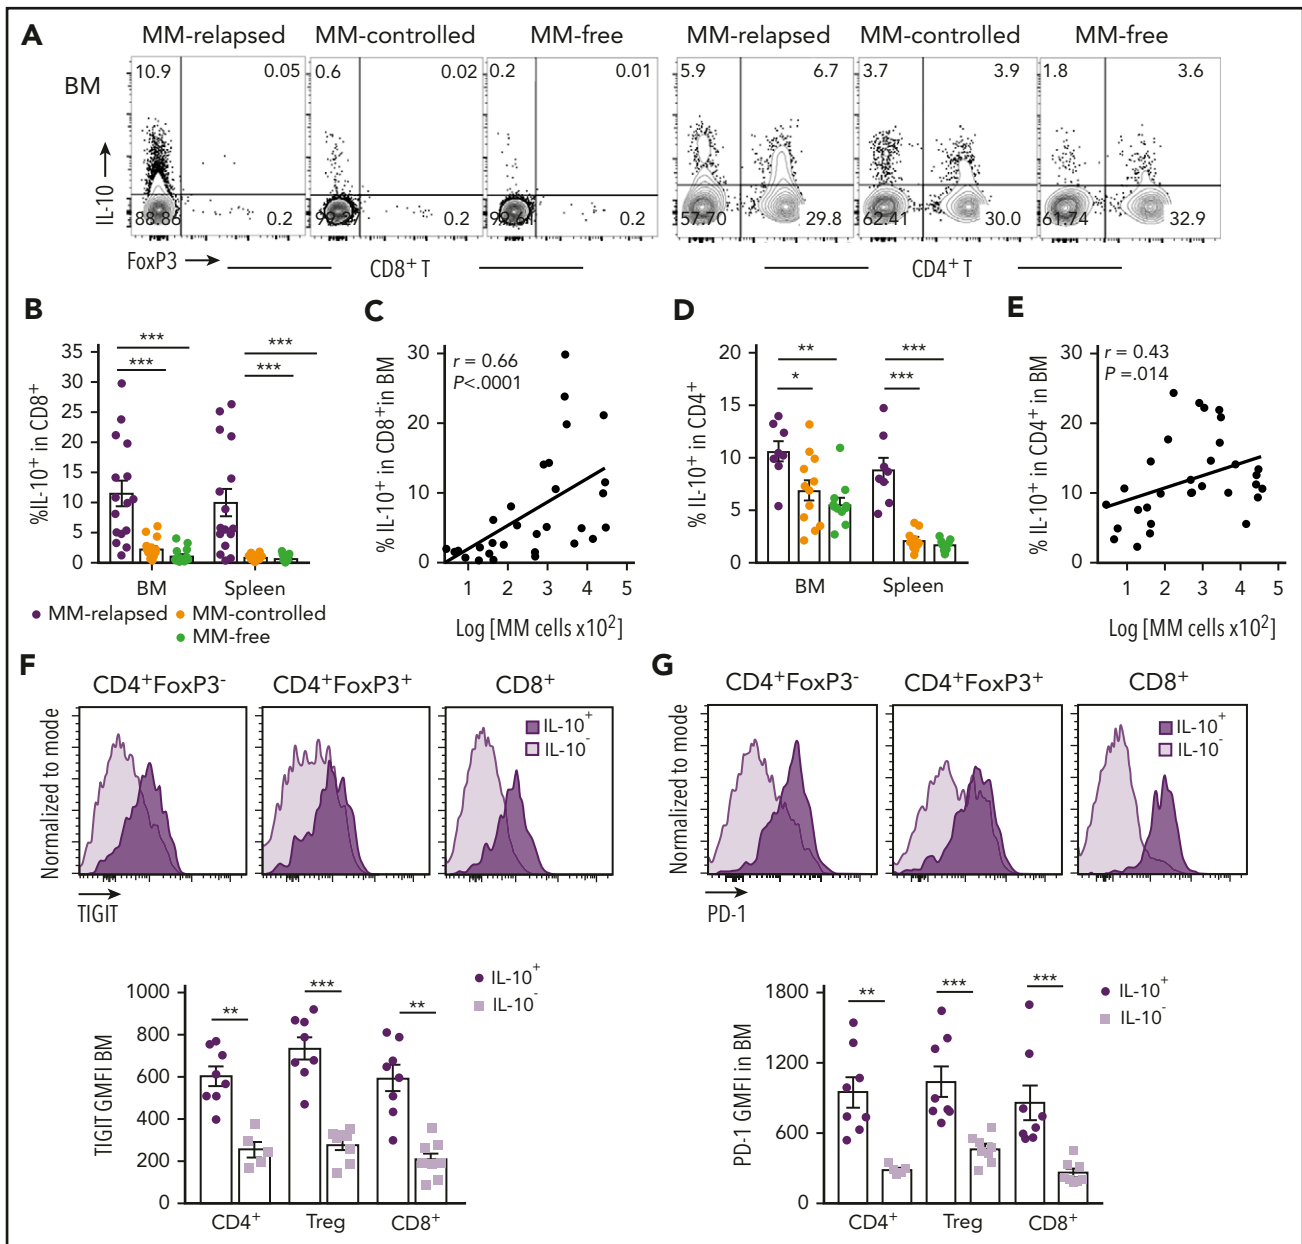 A
MM-relapsed MM-controlled MM-free MM-relapsed MM-controlled MM-free
BM
10.9 0.05 0.6 0.02 0.2 0.01 5.9 6.7 3.7 3.9 1.8 3.6
IL-10
88.86 0.2 0.2 0.2 57.70 29.8 62.41 30.0 61.74 32.9
FoxP3
CD8+ T CD4+ T
B
%IL-10+ in CD8+
35
30
25
20
15
10
5
0
*** *** *** ***
BM Spleen
MM-relapsed MM-controlled
MM-free
C
% IL-10+ in CD8+ in BM
r = 0.66
P<.0001
30
20
10
0
1 2 3 4 5
Log [MM cells x10²]
D
% IL-10+ in CD4+
20
15
10
5
0
** * *** ***
BM Spleen
E
% IL-10+ in CD4+ in BM
r = 0.43
P =.014
30
20
10
0
1 2 3 4 5
Log [MM cells x10²]
F
CD4+FoxP3- CD4+FoxP3+ CD8+
Normalized to mode
IL-10+
IL-10-
TIGIT
TIGIT GMFI BM
1000
800
600
400
200
0
** *** **
IL-10+
IL-10-
CD4+ Treg CD8+
G
CD4+FoxP3- CD4+FoxP3+ CD8+
Normalized to mode
IL-10+
IL-10-
PD-1
PD-1 GMFI in BM
1800
1200
600
0
** *** ***
IL-10+
IL-10-
CD4+ Treg CD8+